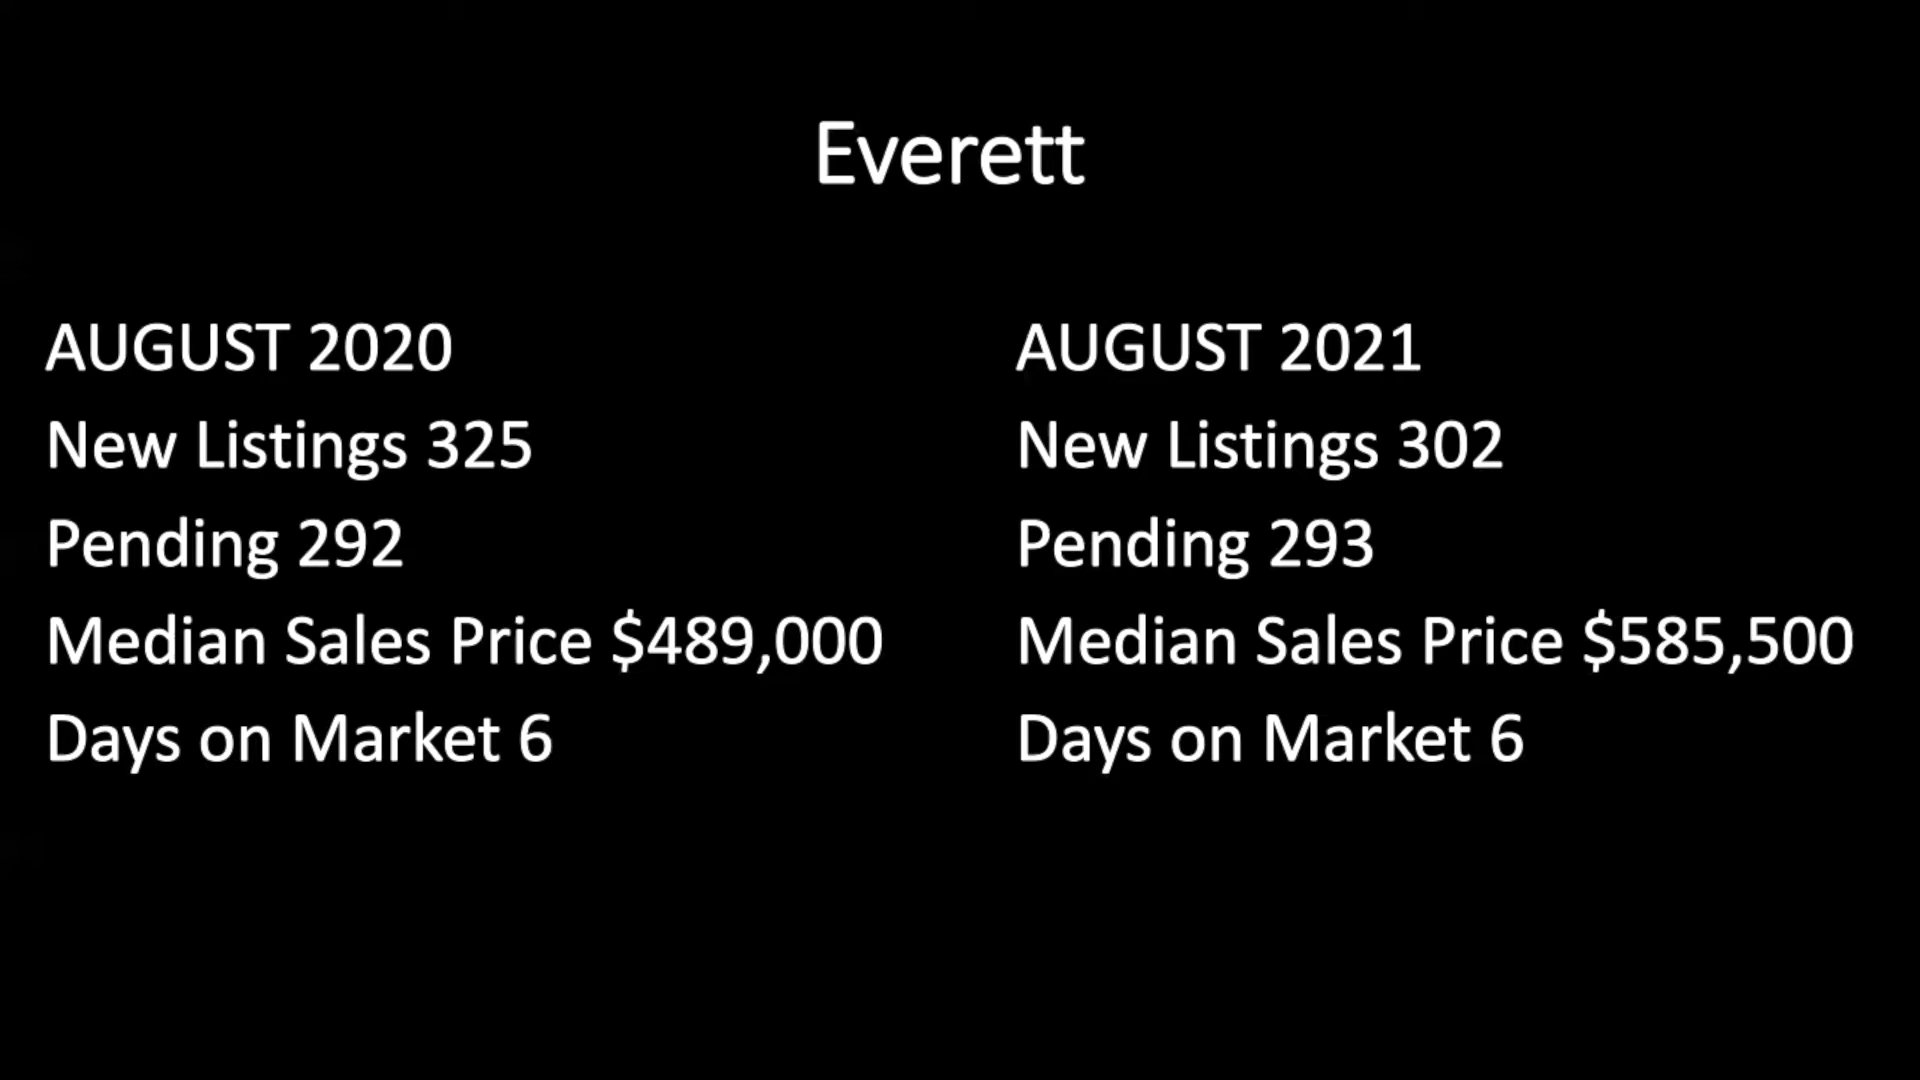 Everett
AUGUST 2020
New Listings 325
Pending 292
Median Sales Price $489,000
Days on Market 6
AUGUST 2021
New Listings 302
Pending 293
Median Sales Price $585,500
Days on Market 6